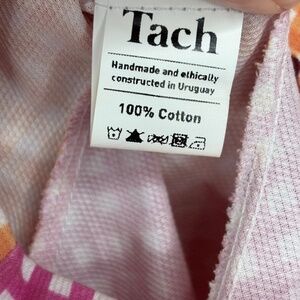 Tach
Handmade and ethically
constructed in Uruguay
100% Cotton